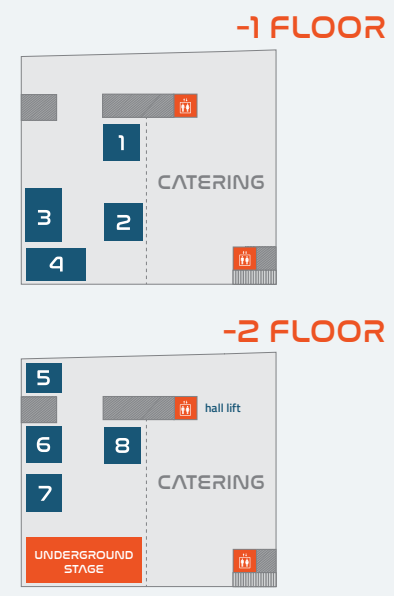 -1 FLOOR
1
CATERING
3
2
4
-2 FLOOR
5
hall lift
6
8
CATERING
7
UNDERGROUND
STAGE